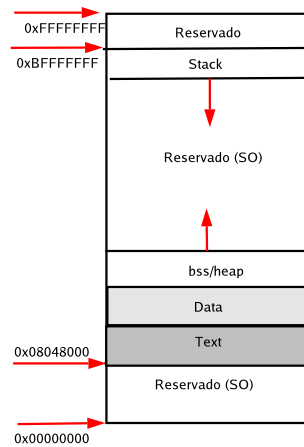 0xFFFFFFFF
Reservado
0xBFFFFFFF
Stack
Reservado (SO)
bss/heap
Data
Text
0x08048000
Reservado (SO)
0x00000000